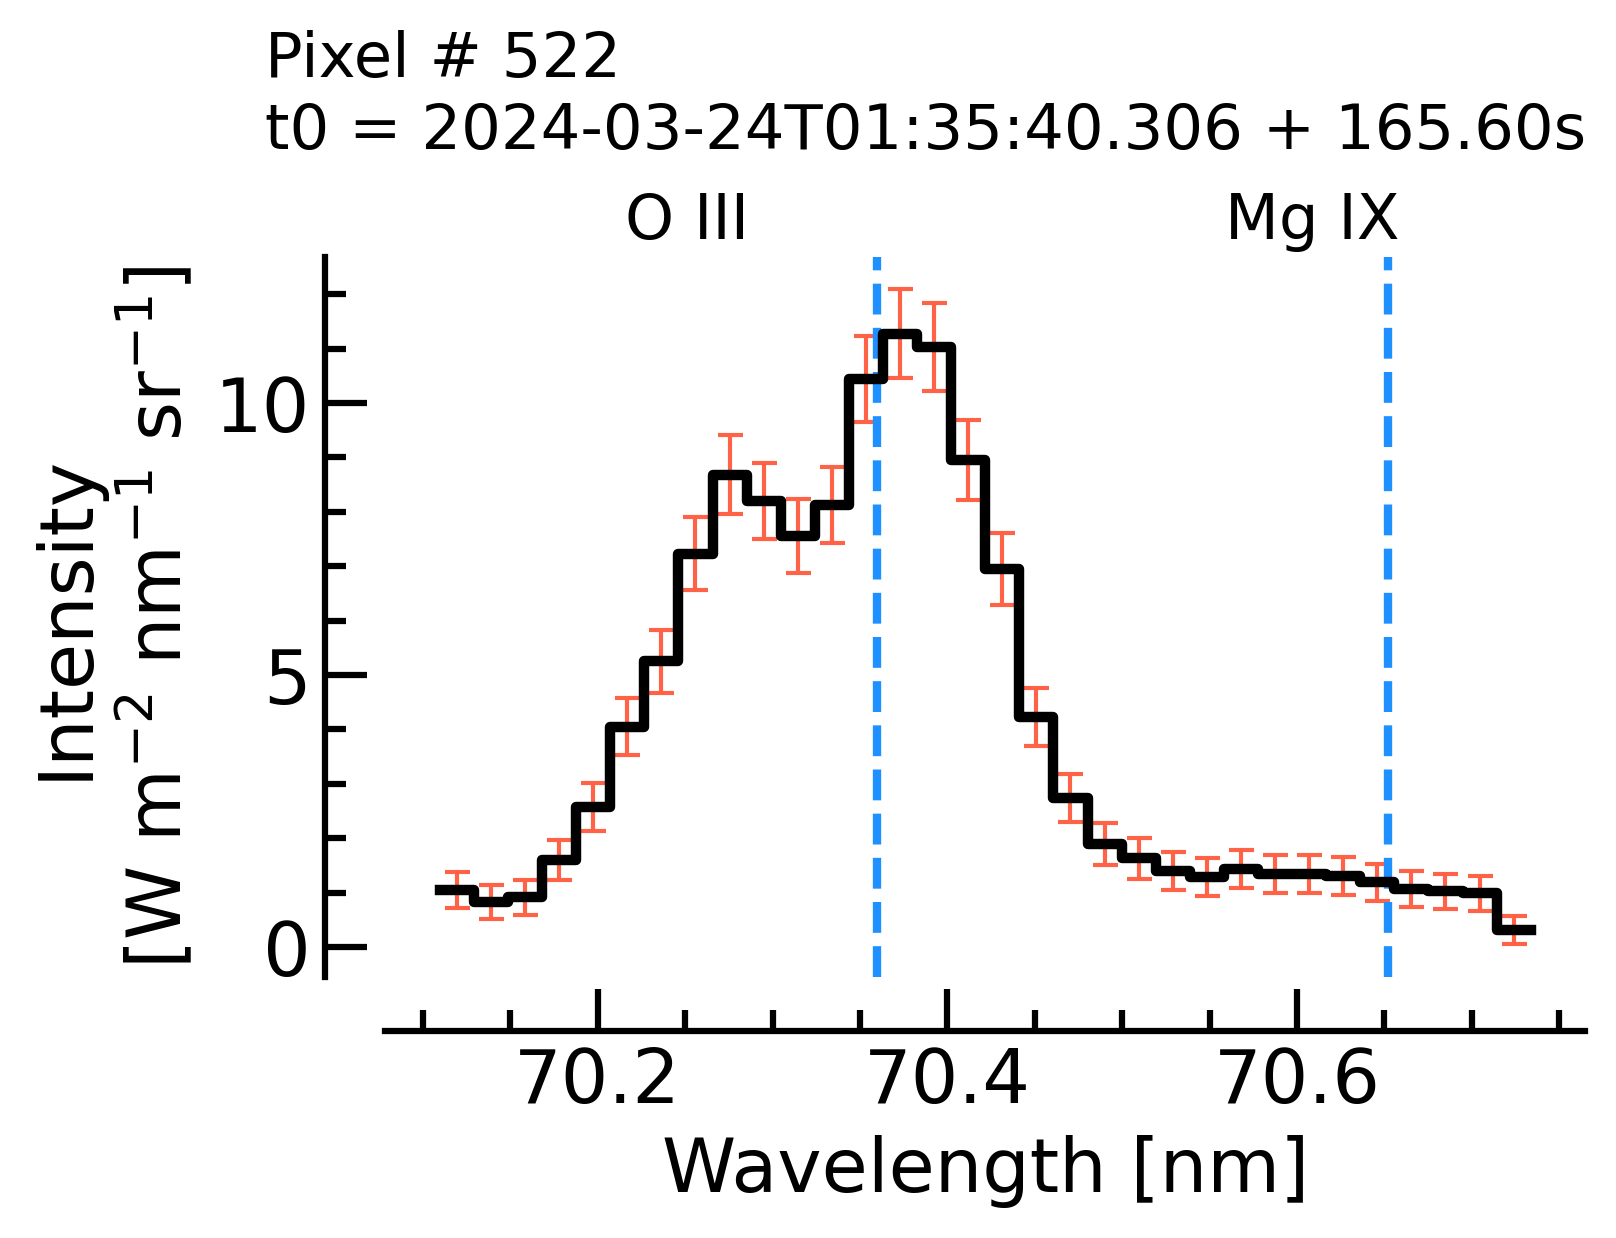 Pixel # 522
t0 = 2024-03-24T01:35:40.306 + 165.60s
O III
Mg IX
Intensity
[W m⁻² nm⁻¹ sr⁻¹]
10
5
0
70.2
70.4
70.6
Wavelength [nm]